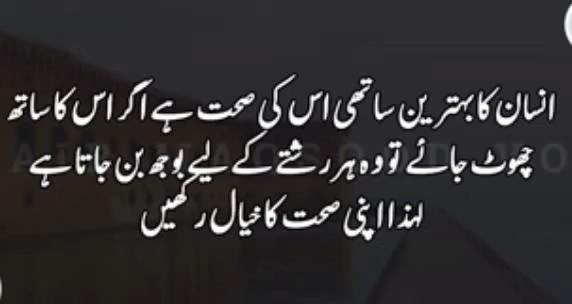 انسان کا بہترین ساتھی اس کی صحت ہے اگر اس کا ساتھ
چھوٹ جائے تو وہ ہر رشتے کے لیے بوجھ بن جاتا ہے
لہذا اپنی صحت کا خیال رکھیں